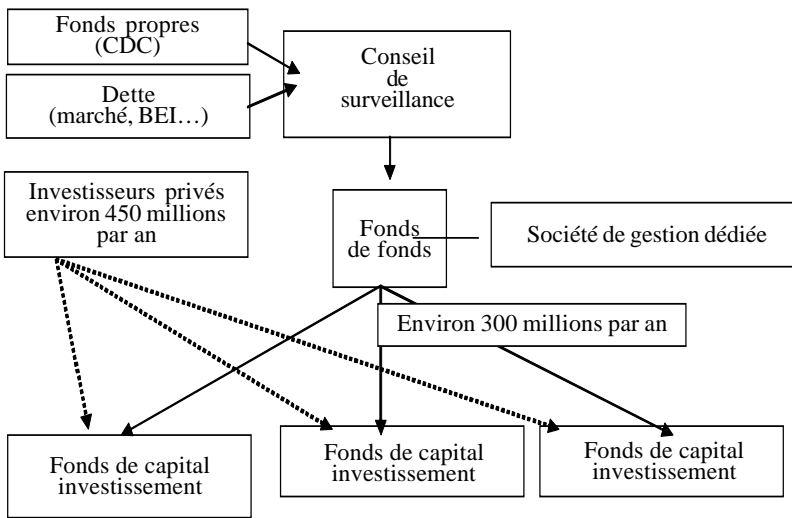 Fonds propres
(CDC)
Conseil
de
surveillance
Dette
(marché, BEI…)
Investisseurs privés
environ 450 millions
par an
Fonds
de fonds
Société de gestion dédiée
Environ 300 millions par an
Fonds de capital
investissement
Fonds de capital
investissement
Fonds de capital
investissement